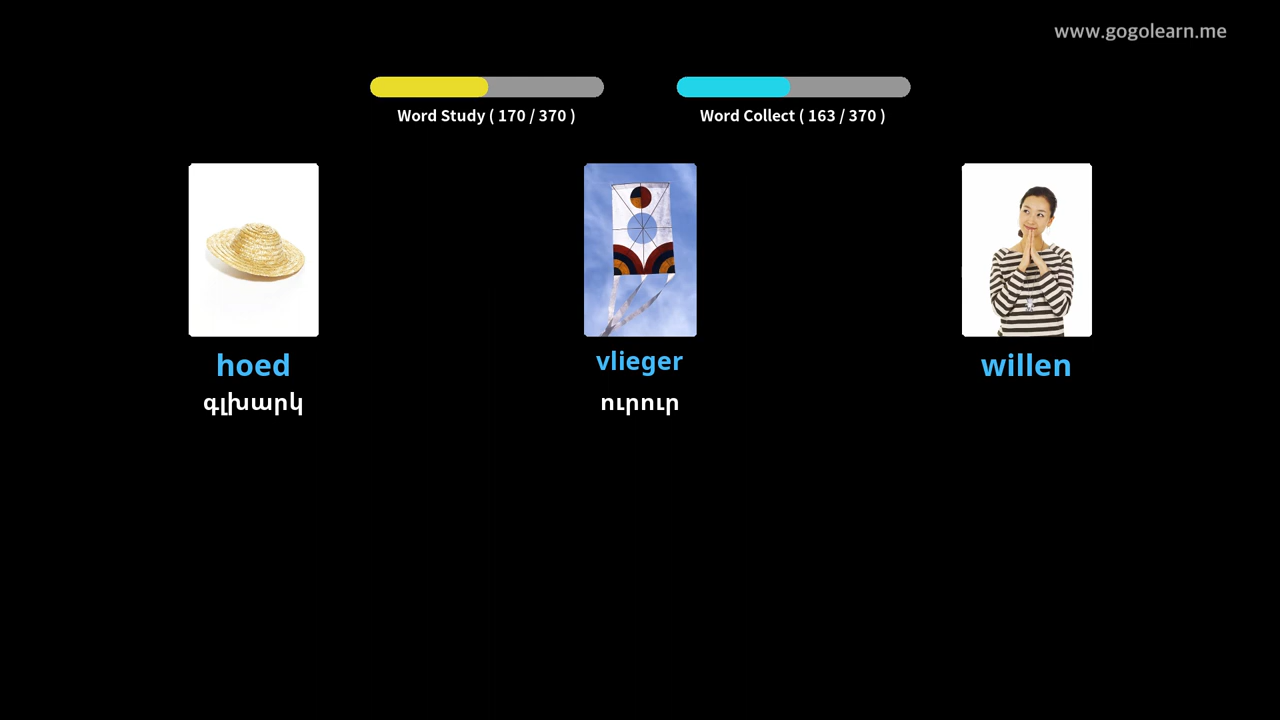 www.gogolearn.me
Word Study ( 170 / 370 )
Word Collect ( 163 / 370 )
hoed
գլխարկ
vlieger
ուրուր
willen